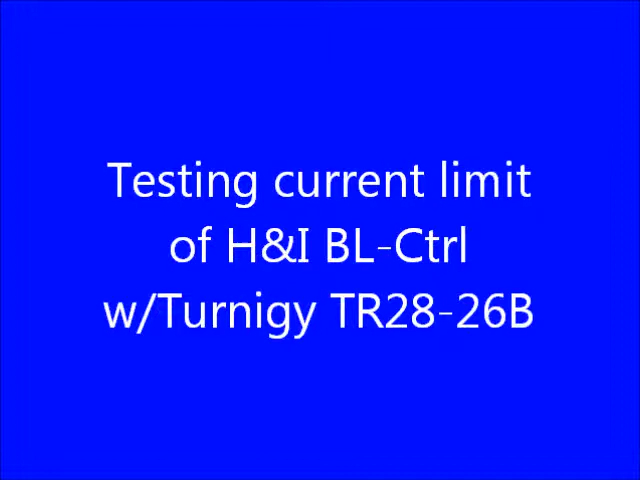 Testing current limit
of H&I BL-Ctrl
w/Turnigy TR28-26B